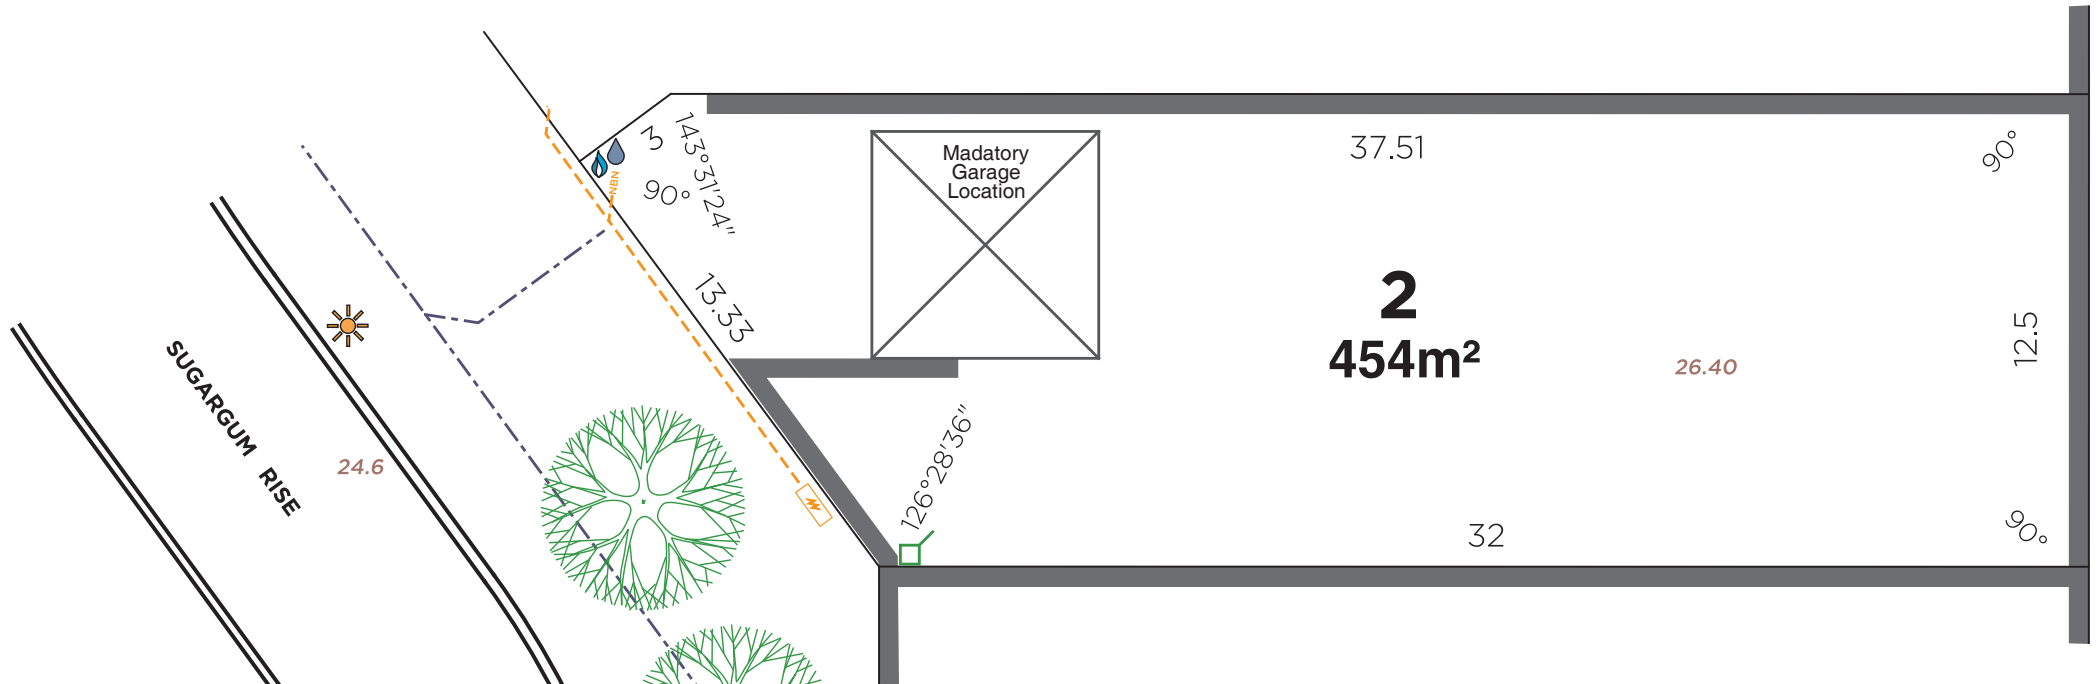 3
143°31'24"
90°
NBN
13.33
Madatory
Garage
Location
37.51
90°
2
454m²
26.40
12.5
SUGARGUM RISE
24.6
126°28'36"
32
90°